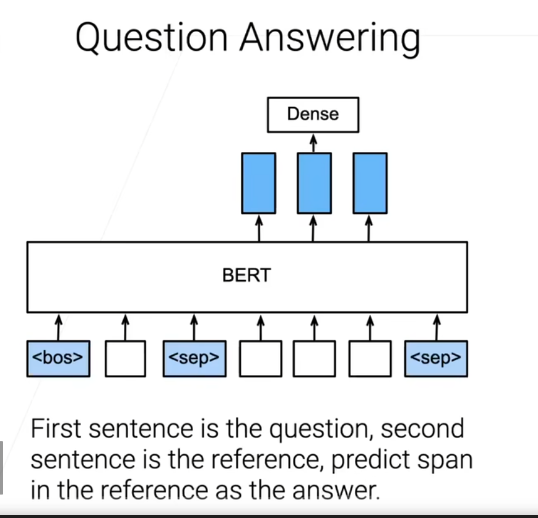 Question Answering
Dense
BERT
<bos>
<sep>
<sep>
First sentence is the question, second
sentence is the reference, predict span
in the reference as the answer.